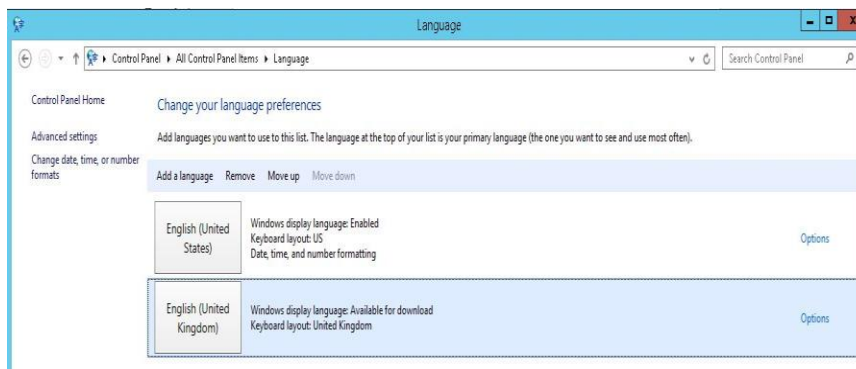 Language
Control Panel ▸ All Control Panel Items ▸ Language
Search Control Panel
Control Panel Home
Advanced settings
Change date, time, or number
formats
Change your language preferences
Add languages you want to use to this list. The language at the top of your list is your primary language (the one you want to see and use most often).
Add a language Remove Move up Move down
English (United
States)
Windows display language: Enabled
Keyboard layout: US
Date, time, and number formatting
Options
English (United
Kingdom)
Windows display language: Available for download
Keyboard layout: United Kingdom
Options